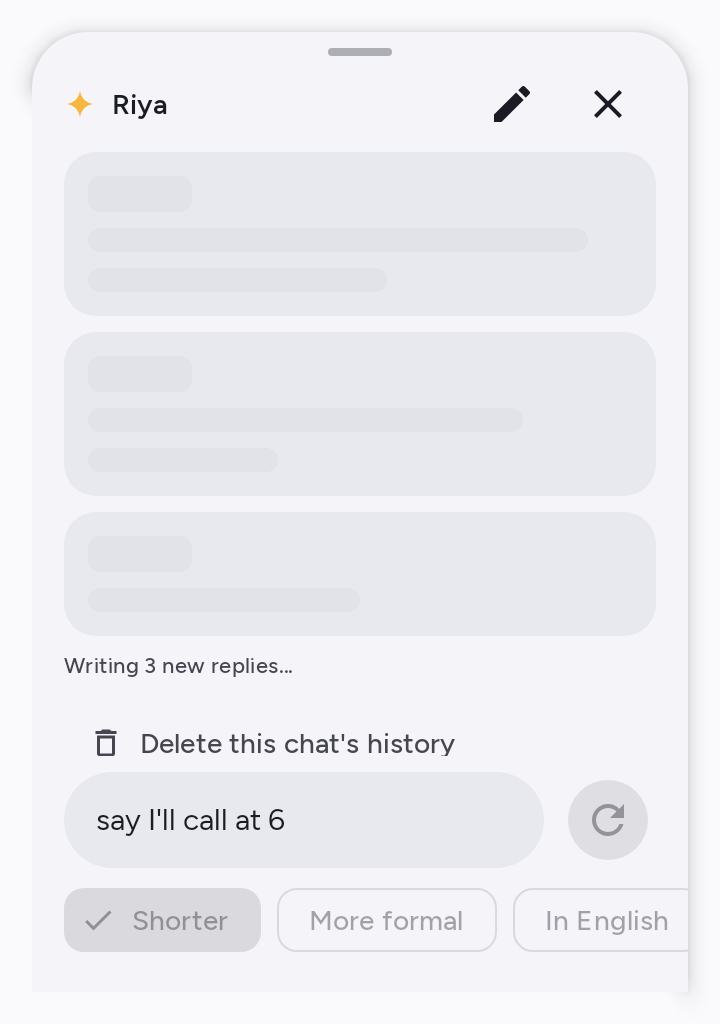 Riya
Writing 3 new replies...
Delete this chat's history
say I'll call at 6
Shorter
More formal
In English